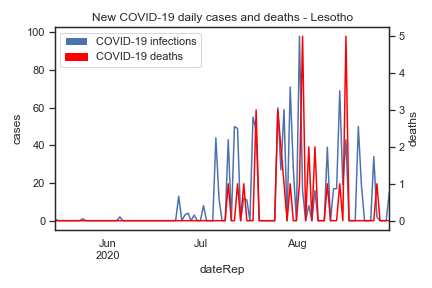 New COVID-19 daily cases and deaths - Lesotho
COVID-19 infections
COVID-19 deaths
100
80
60
40
20
0
cases
5
4
3
2
1
0
deaths
Jun
2020
Jul
Aug
dateRep